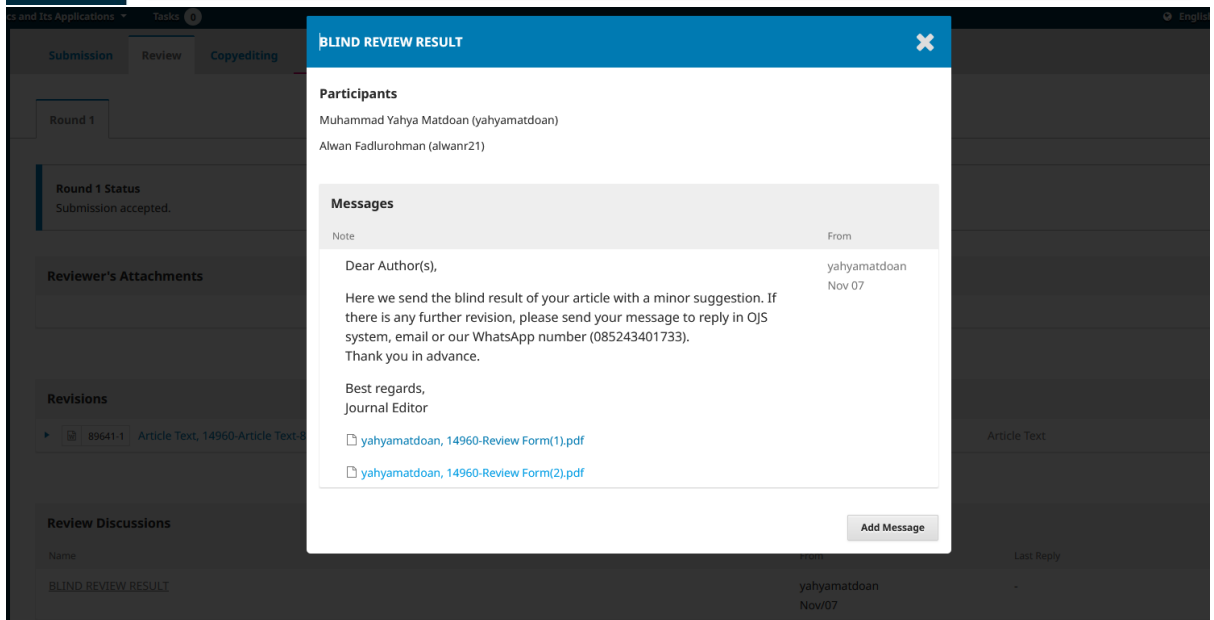 cs and Its Applications
Tasks 0
English
Submission Review Copyediting
BLIND REVIEW RESULT
Participants
Muhammad Yahya Matdoan (yahyamatdoan)
Alwan Fadlurohman (alwanr21)
Round 1
Round 1 Status
Submission accepted.
Messages
Note From
Dear Author(s),
yahyamatdoan
Nov 07
Here we send the blind result of your article with a minor suggestion. If
there is any further revision, please send your message to reply in OJS
system, email or our WhatsApp number (085243401733).
Thank you in advance.
Best regards,
Journal Editor
yahyamatdoan, 14960-Review Form(1).pdf
yahyamatdoan, 14960-Review Form(2).pdf
Add Message
Reviewer's Attachments
Revisions
89641-1 Article Text, 14960-Article Text-8
Article Text
Review Discussions
Name From Last Reply
BLIND REVIEW RESULT yahyamatdoan -
Nov/07